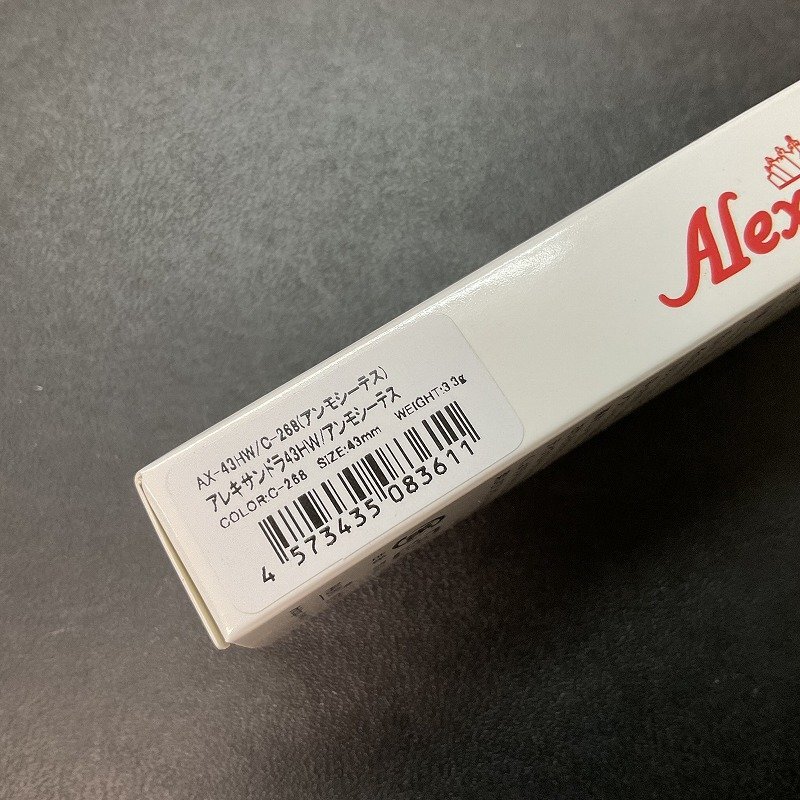 Alex
AX-43HW/C-268(アンモシーテス)
アレキサンドラ43HW/アンモシーテス
COLOR:C-268 SIZE:43mm WEIGHT:3.3g
4 573435 083611